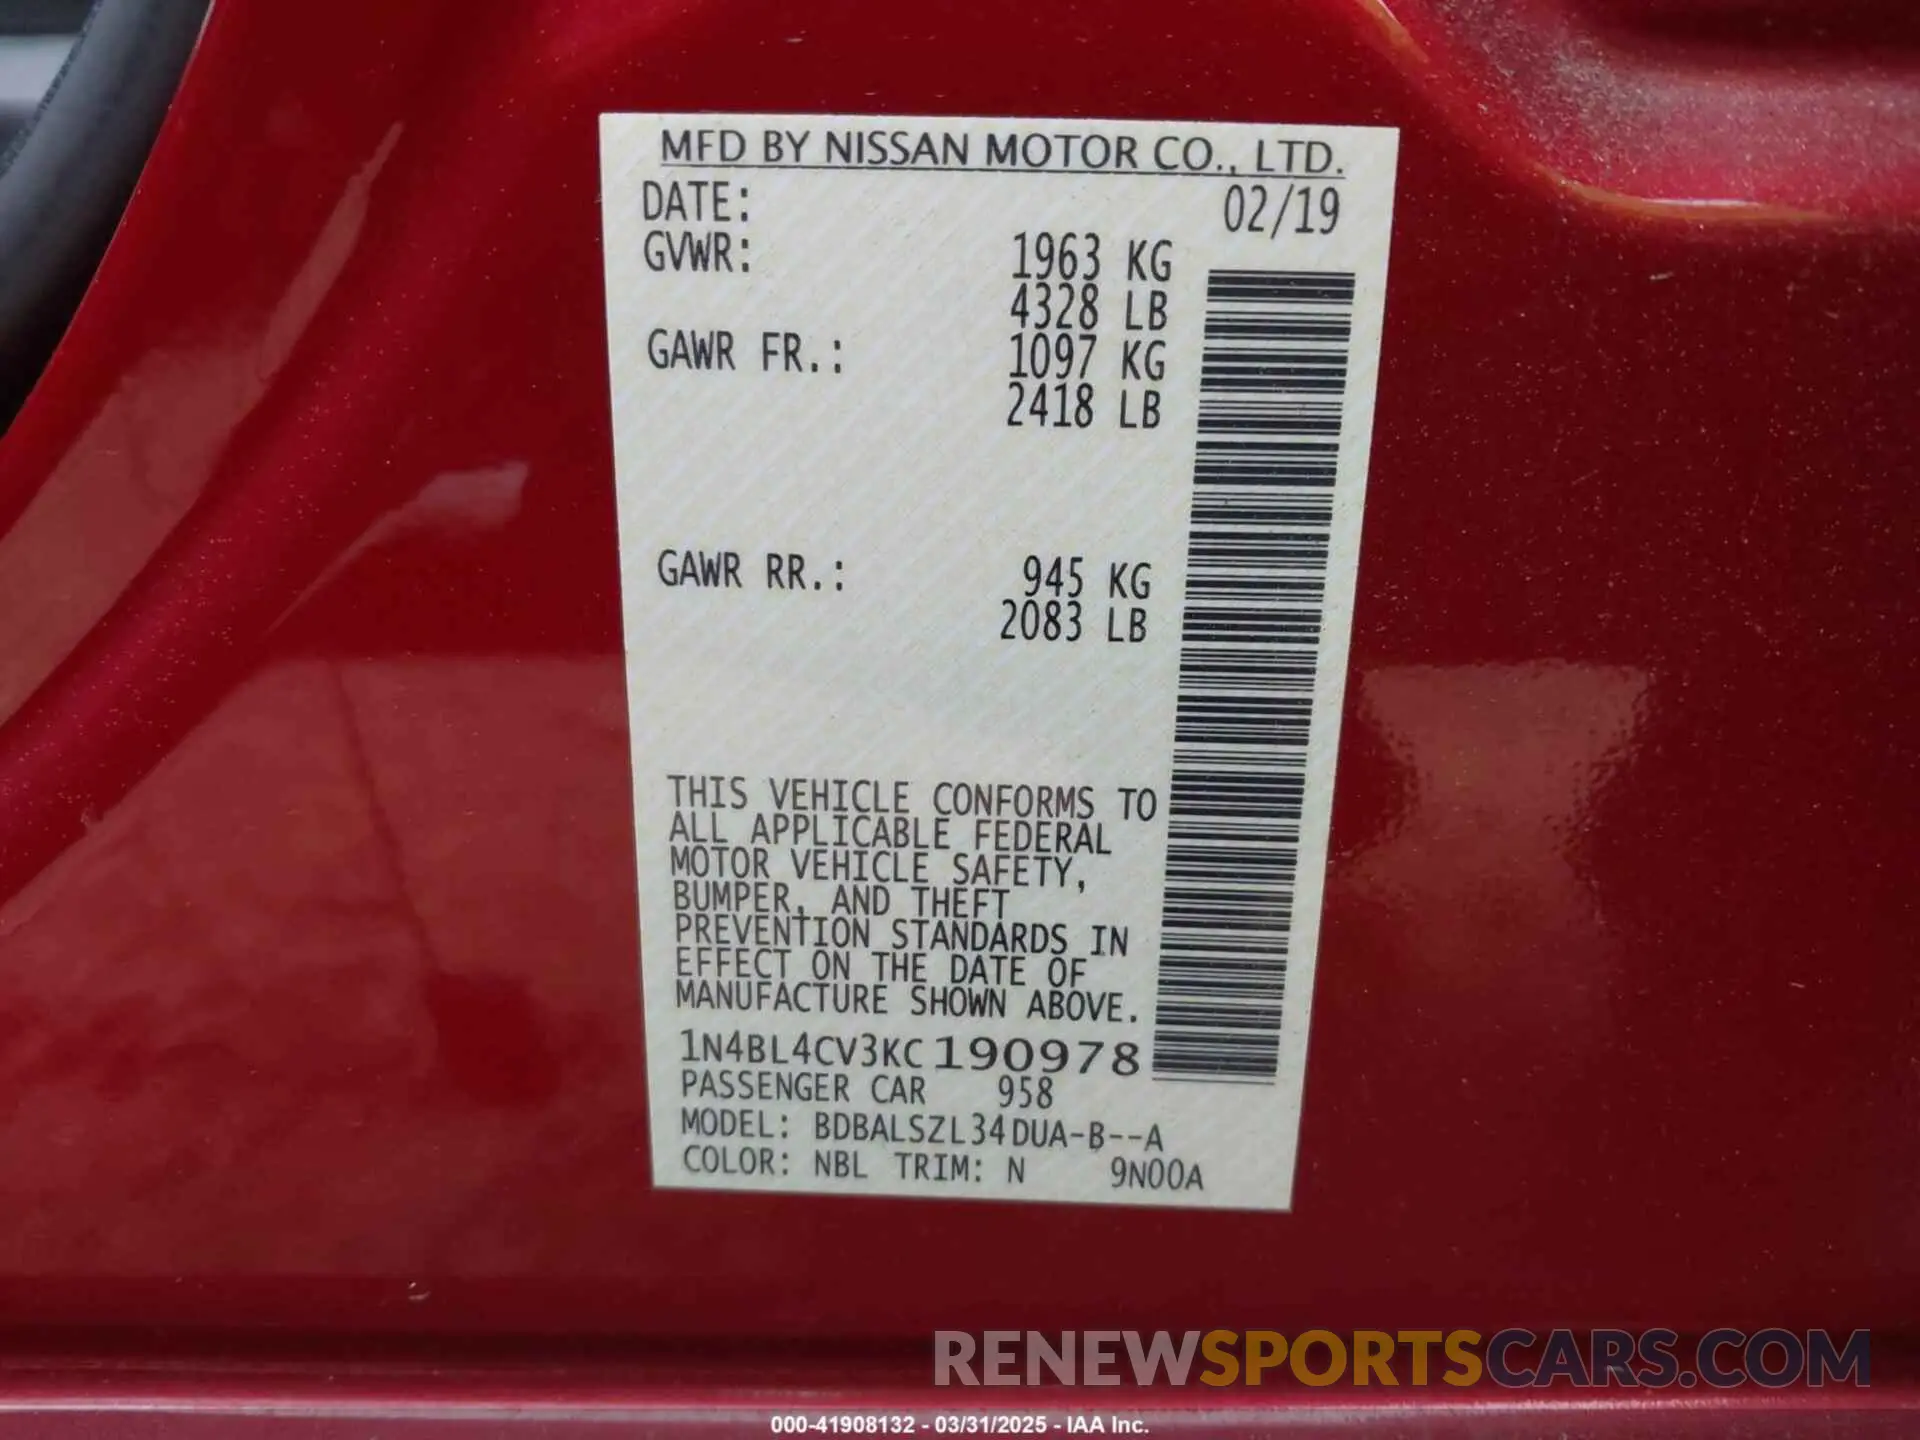 MFD BY NISSAN MOTOR CO., LTD.
DATE: 02/19
GVWR: 1963 KG
4328 LB
GAWR FR.: 1097 KG
2418 LB
GAWR RR.: 945 KG
2083 LB
THIS VEHICLE CONFORMS TO
ALL APPLICABLE FEDERAL
MOTOR VEHICLE SAFETY,
BUMPER, AND THEFT
PREVENTION STANDARDS IN
EFFECT ON THE DATE OF
MANUFACTURE SHOWN ABOVE.
1N4BL4CV3KC190978
PASSENGER CAR 958
MODEL: BDBALSZL34DUA-B--A
COLOR: NBL TRIM: N 9N00A
RENEWSPORTSCARS.COM
000-41908132 - 03/31/2025 - IAA Inc.